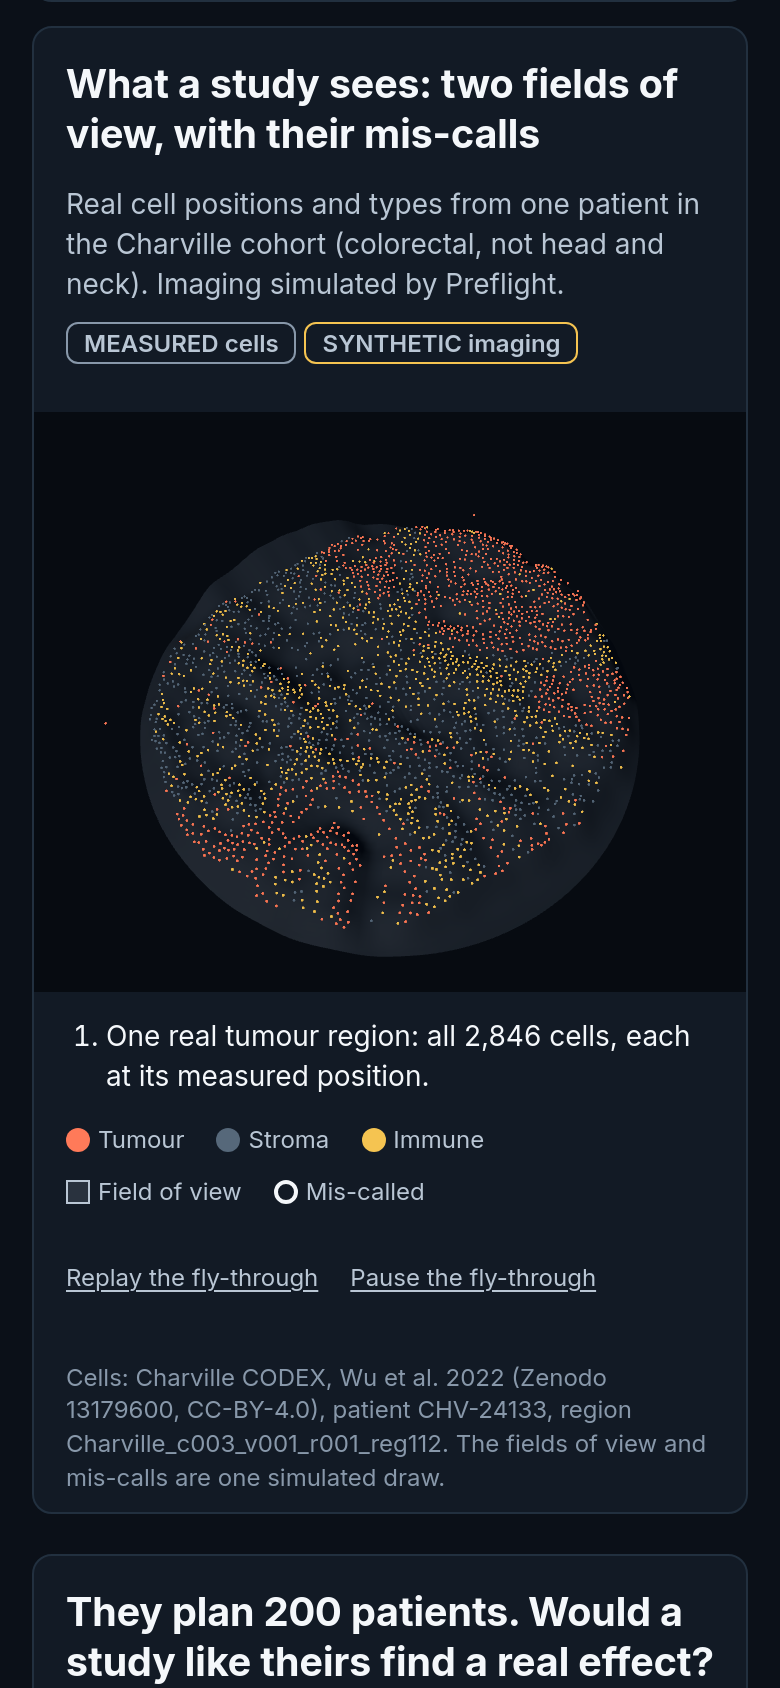 What a study sees: two fields of
view, with their mis-calls
Real cell positions and types from one patient in
the Charville cohort (colorectal, not head and
neck). Imaging simulated by Preflight.
MEASURED cells SYNTHETIC imaging
1. One real tumour region: all 2,846 cells, each
at its measured position.
Tumour Stroma Immune
Field of view Mis-called
Replay the fly-through Pause the fly-through
Cells: Charville CODEX, Wu et al. 2022 (Zenodo
13179600, CC-BY-4.0), patient CHV-24133, region
Charville_c003_v001_r001_reg112. The fields of view and
mis-calls are one simulated draw.
They plan 200 patients. Would a
study like theirs find a real effect?